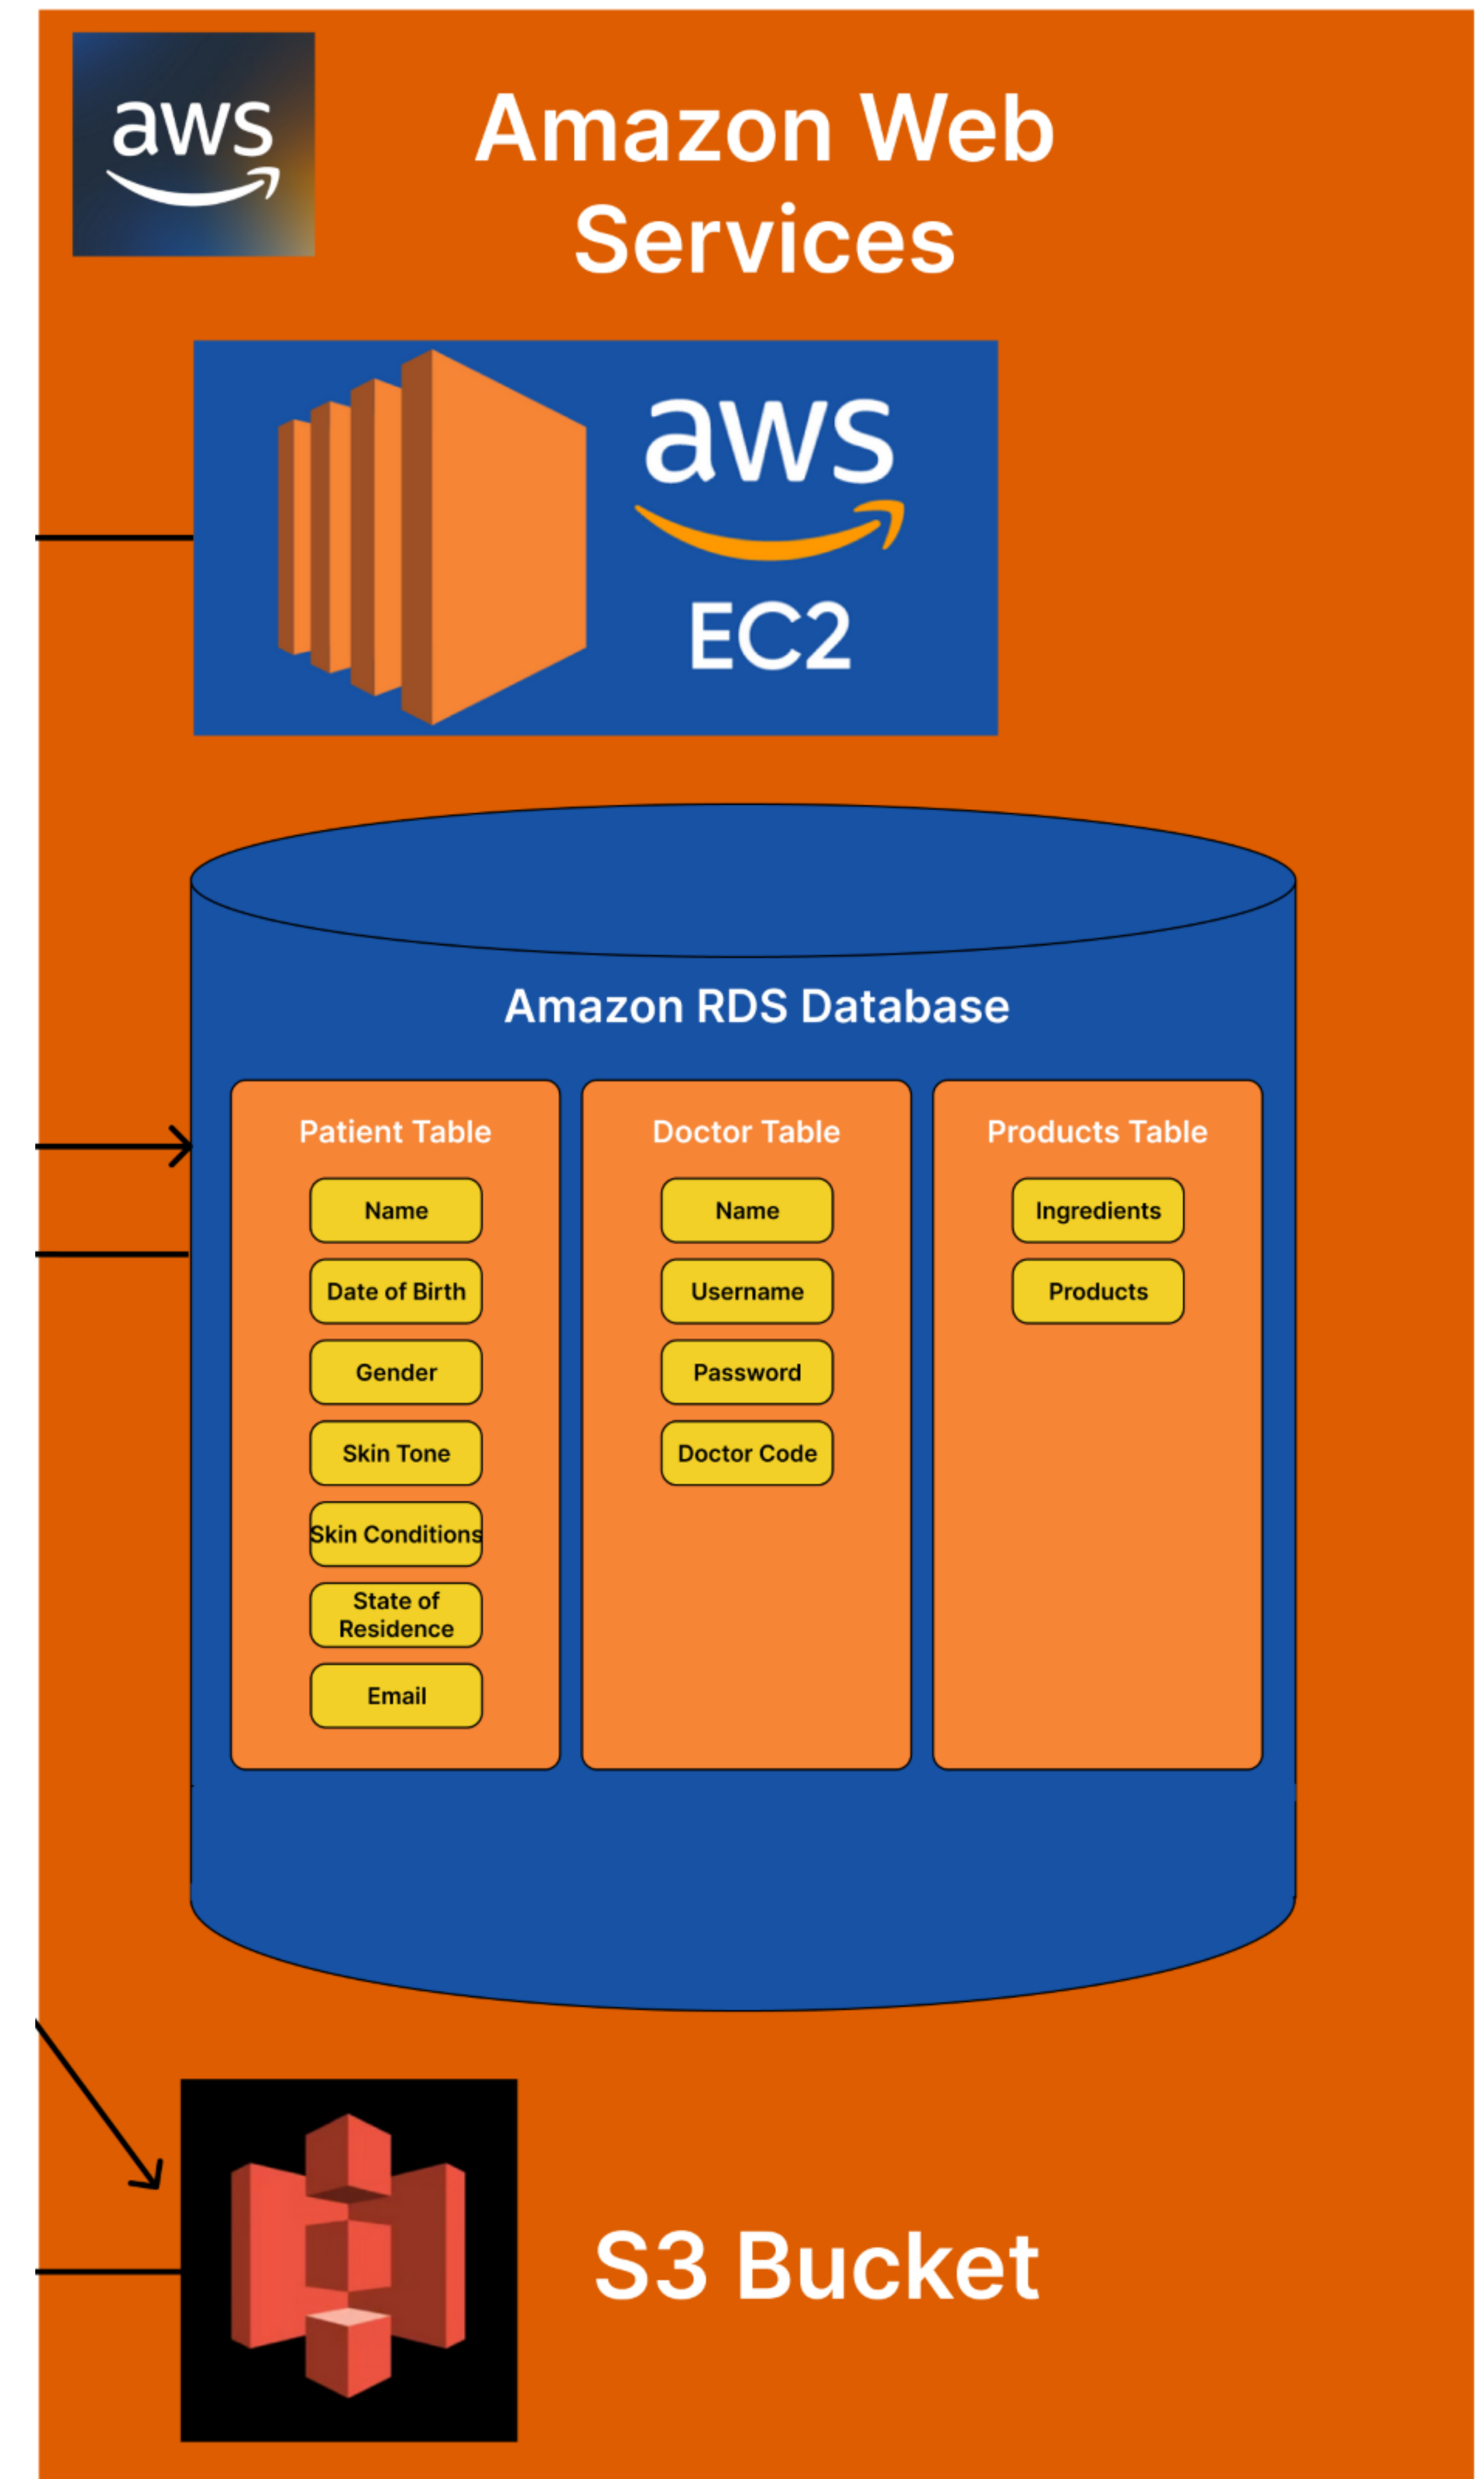 aws
Amazon Web
Services
aws
EC2
Amazon RDS Database
Patient Table
Name
Date of Birth
Gender
Skin Tone
Skin Conditions
State of
Residence
Email
Doctor Table
Name
Username
Password
Doctor Code
Products Table
Ingredients
Products
S3 Bucket